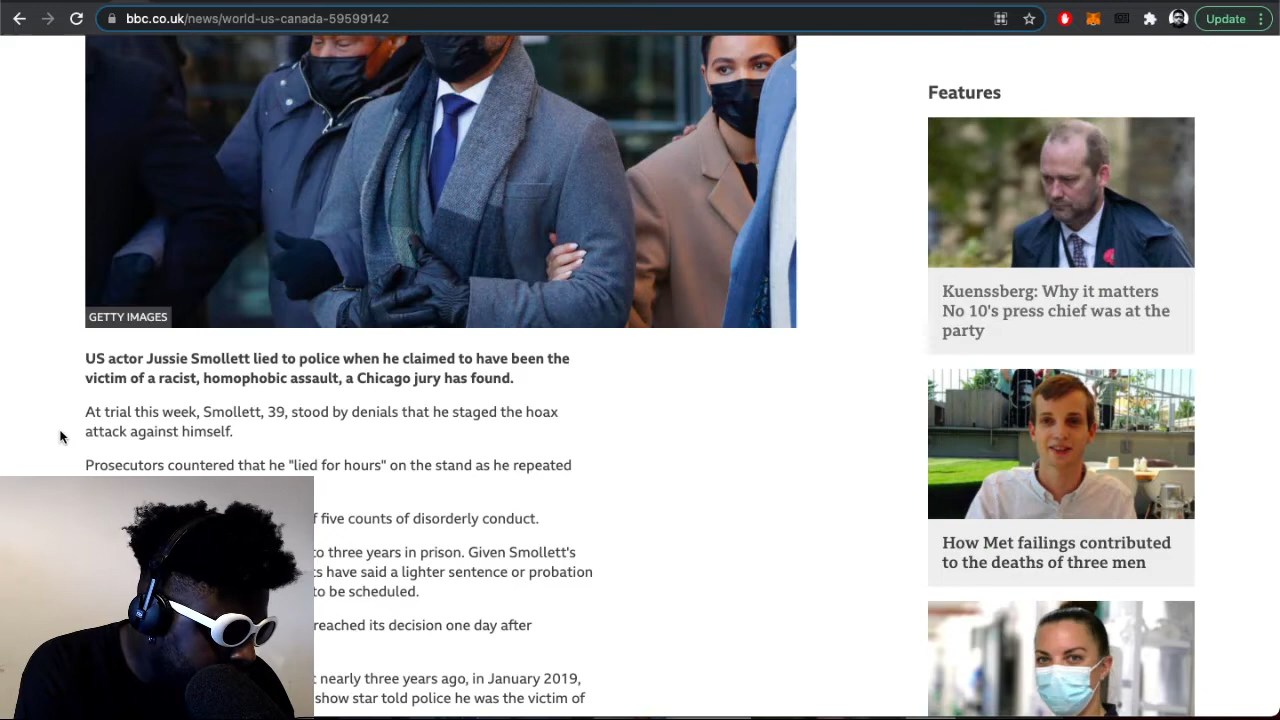 bbc.co.uk/news/world-us-canada-59599142
Update
Features
GETTY IMAGES
Kuenssberg: Why it matters
No 10's press chief was at the
party
US actor Jussie Smollett lied to police when he claimed to have been the
victim of a racist, homophobic assault, a Chicago jury has found.
At trial this week, Smollett, 39, stood by denials that he staged the hoax
attack against himself.
Prosecutors countered that he "lied for hours" on the stand as he repeated
five counts of disorderly conduct.
to three years in prison. Given Smollett's
have said a lighter sentence or probation
to be scheduled.
reached its decision one day after
nearly three years ago, in January 2019,
show star told police he was the victim of
How Met failings contributed
to the deaths of three men